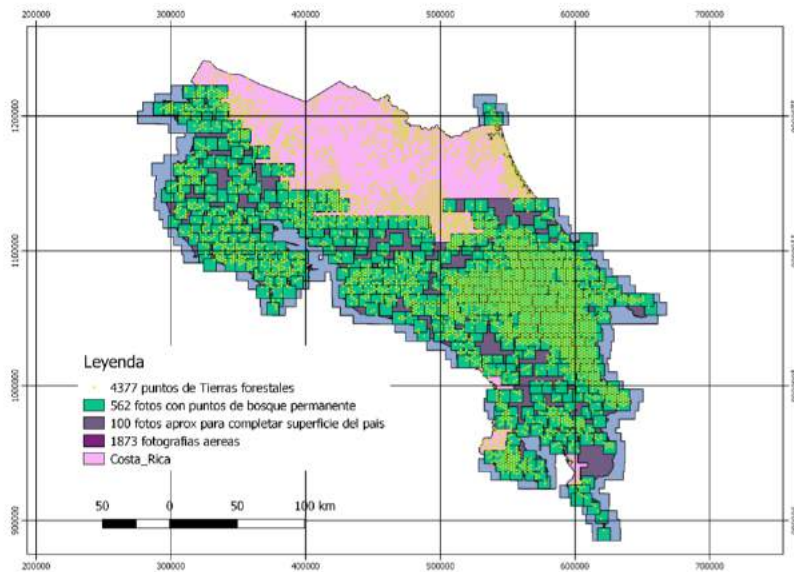 200000 300000 400000 500000 600000 700000
1200000
1100000
Leyenda
4377 puntos de Tierras forestales
1000000
562 fotos con puntos de bosque permanente
100 fotos aprox para completar superficie del pais
1873 fotografias aereas
Costa_Rica
50 0 50 100 km
900000
200000 300000 400000 500000 600000 700000